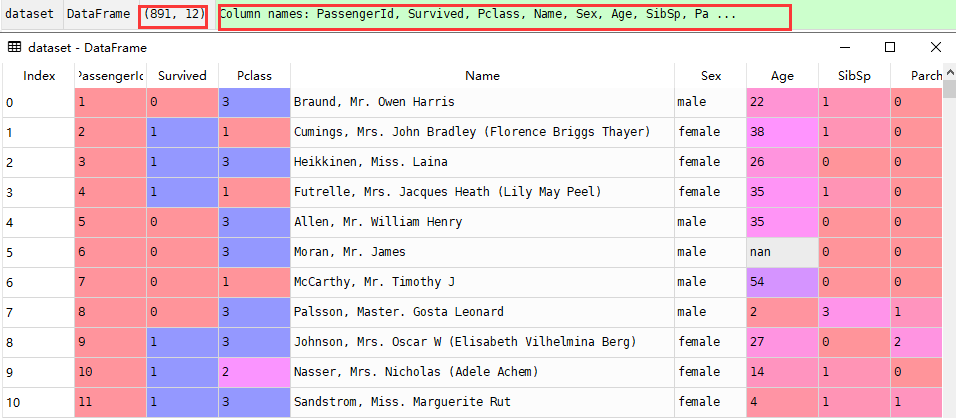 dataset DataFrame (891, 12) Column names: PassengerId, Survived, Pclass, Name, Sex, Age, SibSp, Pa ...
dataset - DataFrame
Index PassengerId Survived Pclass Name Sex Age SibSp Parch
0 1 0 3 Braund, Mr. Owen Harris male 22 1 0
1 2 1 1 Cumings, Mrs. John Bradley (Florence Briggs Thayer) female 38 1 0
2 3 1 3 Heikkinen, Miss. Laina female 26 0 0
3 4 1 1 Futrelle, Mrs. Jacques Heath (Lily May Peel) female 35 1 0
4 5 0 3 Allen, Mr. William Henry male 35 0 0
5 6 0 3 Moran, Mr. James male nan 0 0
6 7 0 1 McCarthy, Mr. Timothy J male 54 0 0
7 8 0 3 Palsson, Master. Gosta Leonard male 2 3 1
8 9 1 3 Johnson, Mrs. Oscar W (Elisabeth Vilhelmina Berg) female 27 0 2
9 10 1 2 Nasser, Mrs. Nicholas (Adele Achem) female 14 1 0
10 11 1 3 Sandstrom, Miss. Marguerite Rut female 4 1 1